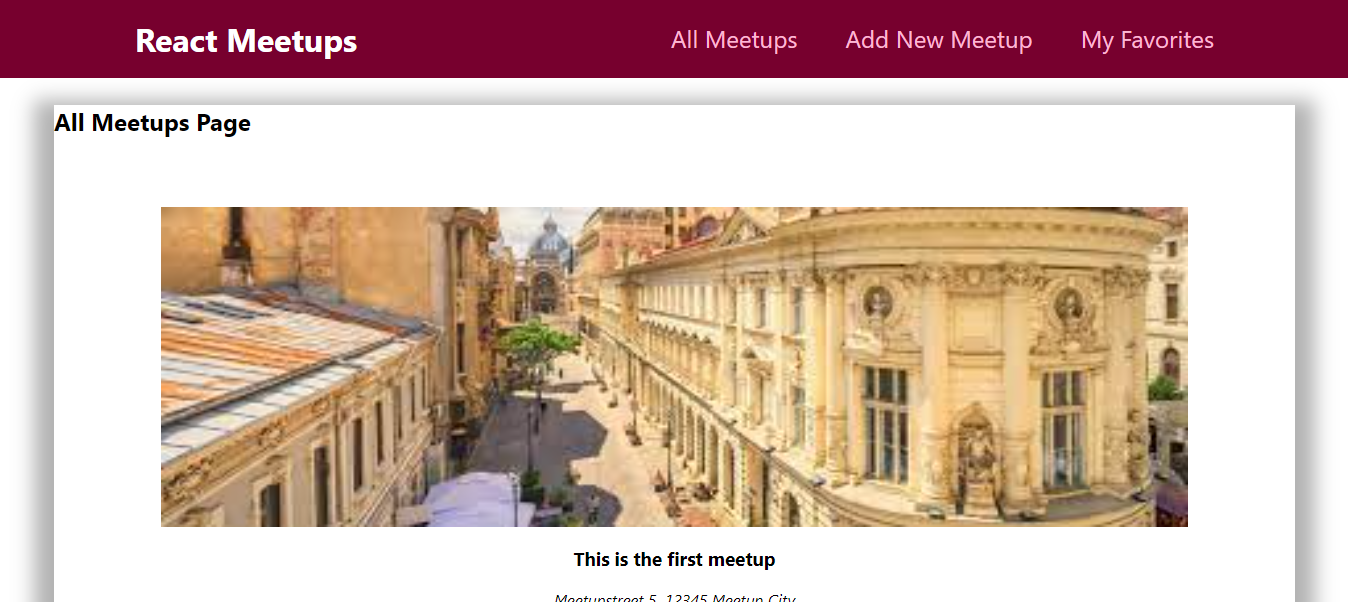 React Meetups
All Meetups
Add New Meetup
My Favorites
All Meetups Page
This is the first meetup
Meetupstreet 5, 12345 Meetup City